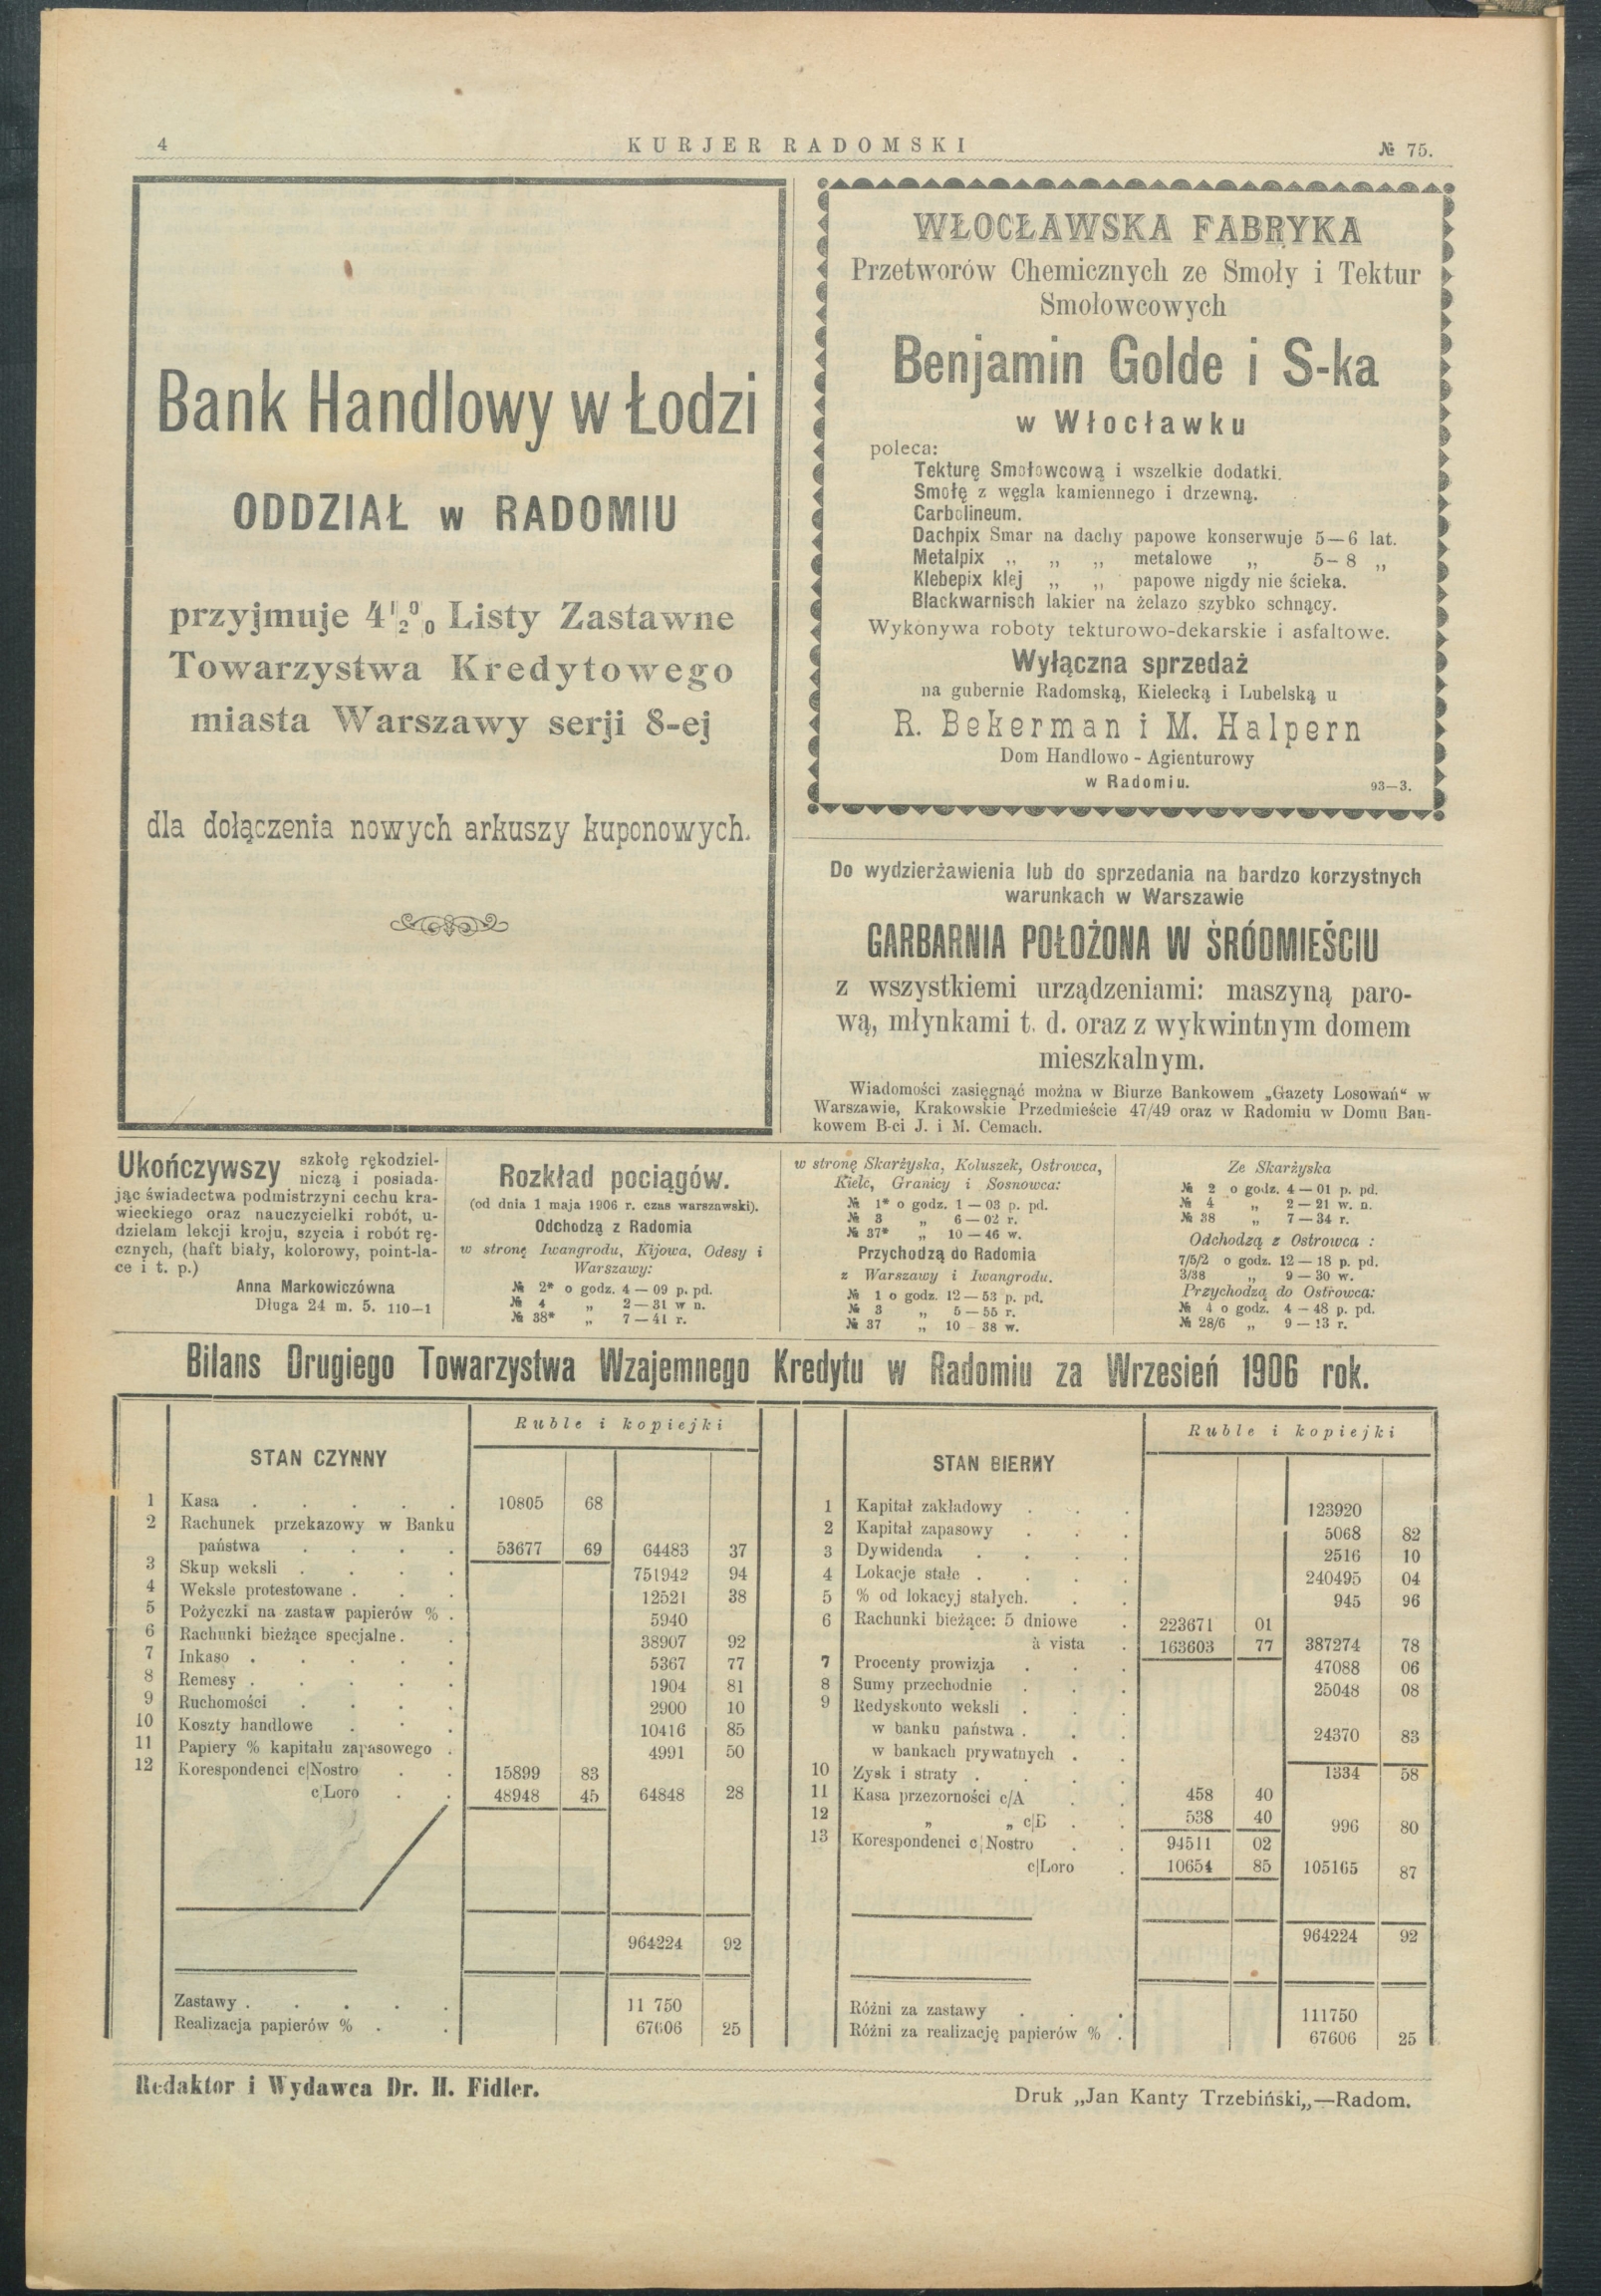 4
KURJER RADOMSKI
№ 75.
Bank Handlowy w Łodzi
ODDZIAŁ w RADOMIU
przyjmuje 4½% Listy Zastawne
Towarzystwa Kredytowego
miasta Warszawy serji 8-ej
dla dołączenia nowych arkuszy kuponowych.
WŁOCŁAWSKA FABRYKA
Przetworów Chemicznych ze Smoły i Tektur
Smołowcowych
Benjamin Golde i S-ka
w Włocławku
poleca:
Tekturę Smołowcową i wszelkie dodatki.
Smołę z węgla kamiennego i drzewną.
Carbolineum.
Dachpix Smar na dachy papowe konserwuje 5—6 lat.
Metalpix „ „ „ metalowe „ 5-8 „
Klebepix klej „ „ papowe nigdy nie ścieka.
Blackwarnisch lakier na żelazo szybko schnący.
Wykonywa roboty tekturowo-dekarskie i asfaltowe.
Wyłączna sprzedaż
na gubernie Radomską, Kielecką i Lubelską u
R. Bekerman i M. Halpern
Dom Handlowo - Agienturowy
w Radomiu. 93—3.
Do wydzierżawienia lub do sprzedania na bardzo korzystnych
warunkach w Warszawie
GARBARNIA POŁOŻONA W ŚRÓDMIEŚCIU
z wszystkiemi urządzeniami: maszyną paro-
wą, młynkami t. d. oraz z wykwintnym domem
mieszkalnym.
Wiadomości zasięgnąć można w Biurze Bankowem „Gazety Losowań“ w
Warszawie, Krakowskie Przedmieście 47/49 oraz w Radomiu w Domu Ban-
kowem B-ci J. i M. Cemach.
Ukończywszy szkołę rękodziel-
niczą i posiada-
jąc świadectwa podmistrzyni cechu kra-
wieckiego oraz nauczycielki robót, u-
dzielam lekcji kroju, szycia i robót rę-
cznych, (haft biały, kolorowy, point-la-
ce i t. p.)
Anna Markowiczówna
Długa 24 m. 5. 110—1
Rozkład pociągów.
(od dnia 1 maja 1906 r. czas warszawski).
Odchodzą z Radomia
w stronę Iwangrodu, Kijowa, Odesy i
Warszawy:
№ 2* o godz. 4 — 09 p. pd.
№ 4 „ 2 — 31 w n.
№ 38* „ 7 — 41 r.
w stronę Skarżyska, Koluszek, Ostrowca,
Kielc, Granicy i Sosnowca:
№ 1* o godz. 1 — 03 p. pd.
№ 3 „ 6 — 02 r.
№ 37* „ 10 — 46 w.
Przychodzą do Radomia
z Warszawy i Iwangrodu.
№ 1 o godz. 12 — 53 p. pd.
№ 3 „ 5 — 55 r.
№ 37 „ 10 - 38 w.
Ze Skarżyska
№ 2 o godz. 4 — 01 p. pd.
№ 4 „ 2 — 21 w. n.
№ 38 „ 7 — 34 r.
Odchodzą z Ostrowca :
7/5/2 o godz. 12 — 18 p. pd.
3/38 „ 9 — 30 w.
Przychodzą do Ostrowca:
№ 4 o godz. 4 — 48 p. pd.
№ 28/6 „ 9 — 13 r.
Bilans Drugiego Towarzystwa Wzajemnego Kredytu w Radomiu za Wrzesień 1906 rok.
STAN CZYNNY Ruble i kopiejki
1 Kasa . . . . . 10805 68
2 Rachunek przekazowy w Banku
państwa . . . . 53677 69 64483 37
3 Skup weksli . . . . 751942 94
4 Weksle protestowane . . . 12521 38
5 Pożyczki na zastaw papierów % . 5940
6 Rachunki bieżące specjalne . . 38907 92
7 Inkaso . . . . . 5367 77
8 Remesy . . . . . 1904 81
9 Ruchomości . . . . 2900 10
10 Koszty handlowe . . . 10416 85
11 Papiery % kapitału zapasowego . 4991 50
12 Korespondenci c|Nostro . . 15899 83
c|Loro . . 48948 45 64848 28
964224 92
Zastawy . . . . . 11 750
Realizacja papierów % . . 67606 25
STAN BIERNY Ruble i kopiejki
1 Kapitał zakładowy . . . 123920
2 Kapitał zapasowy . . . 5068 82
3 Dywidenda . . . . 2516 10
4 Lokacje stałe . . . . 240495 04
5 % od lokacyj stałych. . . 945 96
6 Rachunki bieżące: 5 dniowe . 223671 01
à vista . 163603 77 387274 78
7 Procenty prowizja . . . 47088 06
8 Sumy przechodnie . . . 25048 08
9 Redyskonto weksli . . .
w banku państwa . . . 24370 83
w bankach prywatnych . .
10 Zysk i straty . . . . 1334 58
11 Kasa przezorności c/A . . 458 40
12 „ „ c|B . . 538 40 996 80
13 Korespondenci c|Nostro . . 94511 02
c|Loro . 10654 85 105165 87
964224 92
Różni za zastawy . . . 111750
Różni za realizację papierów % . 67606 25
Redaktor i Wydawca Dr. H. Fidler.
Druk „Jan Kanty Trzebiński„—Radom.